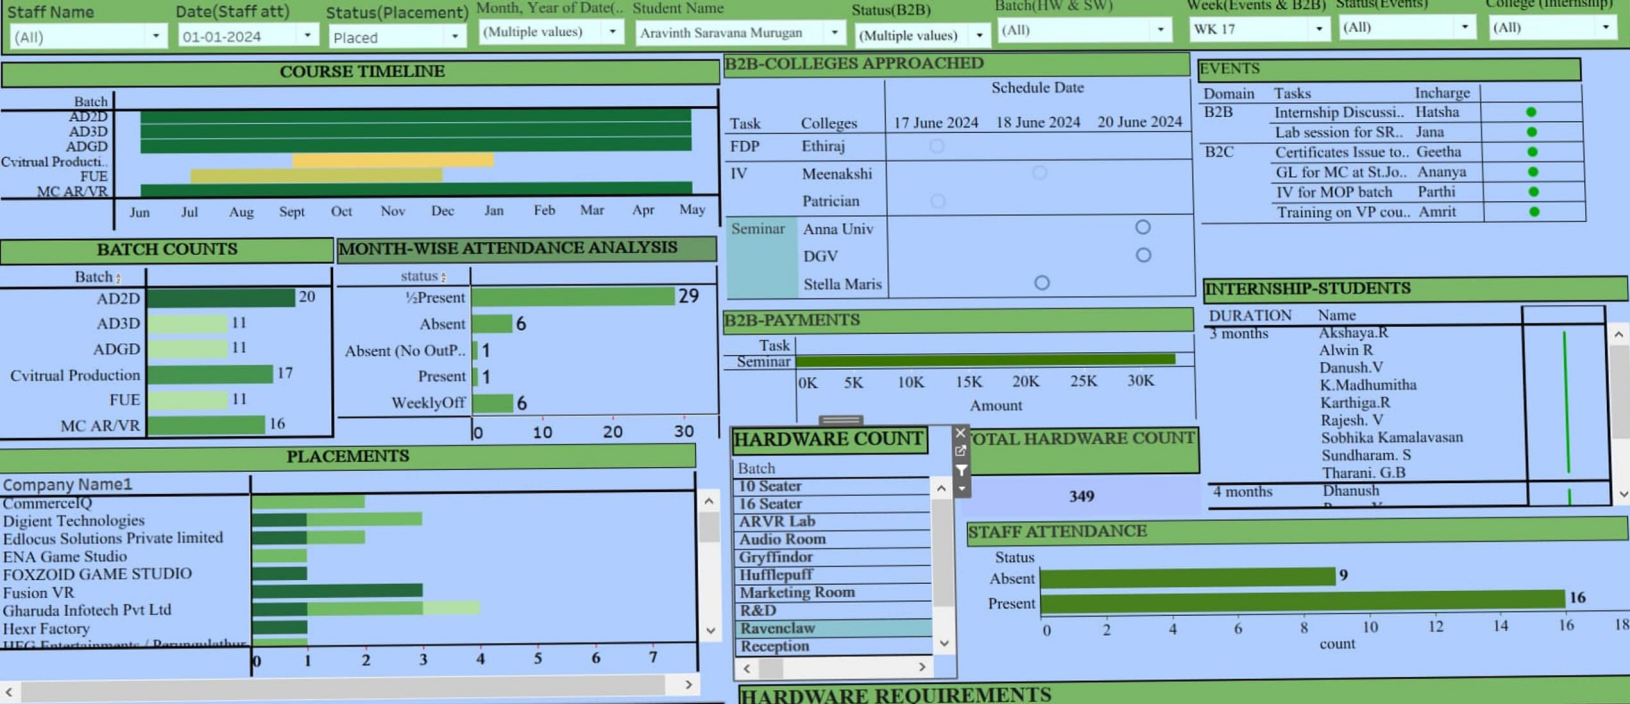 Staff Name
Date(Staff att)
Status(Placement)
Month, Year of Date(..
Student Name
Status(B2B)
Batch(HW & SW)
Week(Events & B2B)
Status(Events)
College (Internship)
(All)
01-01-2024
Placed
(Multiple values)
Aravinth Saravana Murugan
(Multiple values)
(All)
WK 17
(All)
(All)
COURSE TIMELINE
Batch
AD2D
AD3D
ADGD
Cvitrual Producti..
FUE
MC AR/VR
Jun Jul Aug Sept Oct Nov Dec Jan Feb Mar Apr May
B2B-COLLEGES APPROACHED
Schedule Date
Task Colleges 17 June 2024 18 June 2024 20 June 2024
FDP Ethiraj
IV Meenakshi
Patrician
Seminar Anna Univ
DGV
Stella Maris
EVENTS
Domain Tasks Incharge
B2B Internship Discussi.. Hatsha
Lab session for SR.. Jana
B2C Certificates Issue to.. Geetha
GL for MC at St.Jo.. Ananya
IV for MOP batch Parthi
Training on VP cou.. Amrit
BATCH COUNTS
Batch
AD2D 20
AD3D 11
ADGD 11
Cvitrual Production 17
FUE 11
MC AR/VR 16
MONTH-WISE ATTENDANCE ANALYSIS
status
½Present 29
Absent 6
Absent (No OutP.. 1
Present 1
WeeklyOff 6
0 10 20 30
B2B-PAYMENTS
Task
Seminar
0K 5K 10K 15K 20K 25K 30K
Amount
INTERNSHIP-STUDENTS
DURATION Name
3 months Akshaya.R
Alwin R
Danush.V
K.Madhumitha
Karthiga.R
Rajesh. V
Sobhika Kamalavasan
Sundharam. S
Tharani. G.B
4 months Dhanush
PLACEMENTS
Company Name1
CommerceIQ
Digient Technologies
Edlocus Solutions Private limited
ENA Game Studio
FOXZOID GAME STUDIO
Fusion VR
Gharuda Infotech Pvt Ltd
Hexr Factory
0 1 2 3 4 5 6 7
HARDWARE COUNT
Batch
10 Seater
16 Seater
ARVR Lab
Audio Room
Gryffindor
Hufflepuff
Marketing Room
R&D
Ravenclaw
Reception
OTAL HARDWARE COUNT
349
STAFF ATTENDANCE
Status
Absent 9
Present 16
0 2 4 6 8 10 12 14 16 18
count
HARDWARE REQUIREMENTS